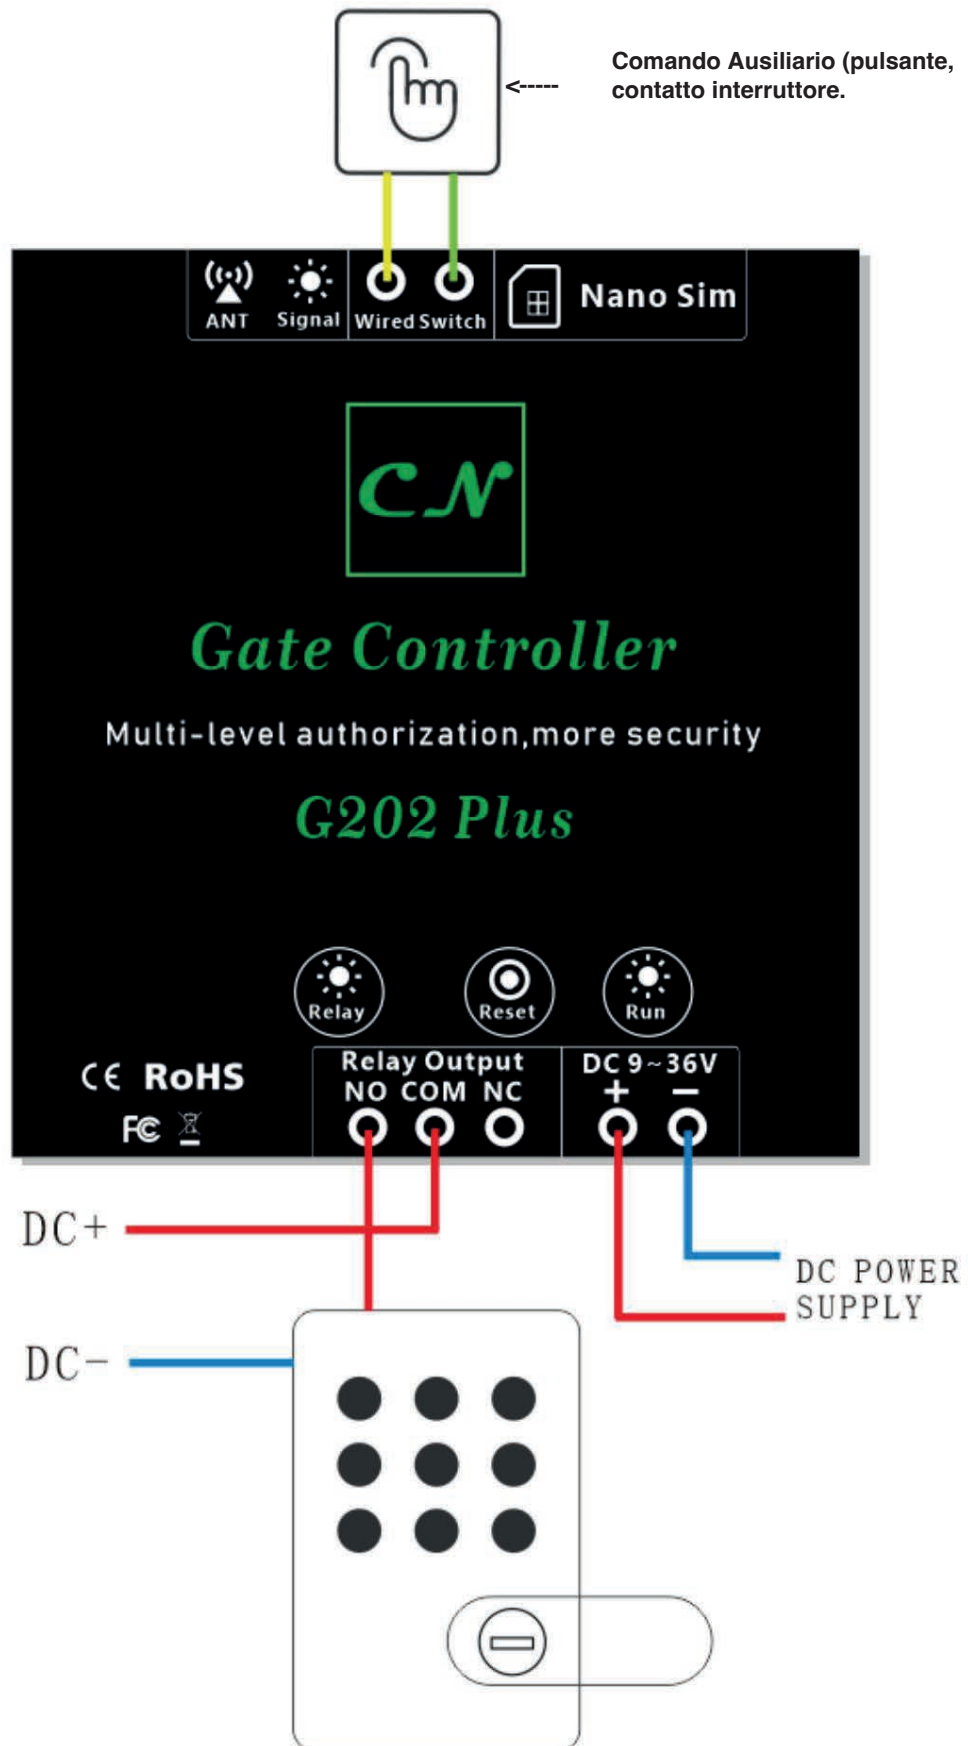 Comando Ausiliario (pulsante,
<----- contatto interruttore.
ANT Signal Wired Switch Nano Sim
CN
Gate Controller
Multi-level authorization,more security
G202 Plus
Relay Reset Run
CE RoHS
FC
Relay Output
NO COM NC
DC 9~36V
+ −
DC+
DC-
DC POWER
SUPPLY